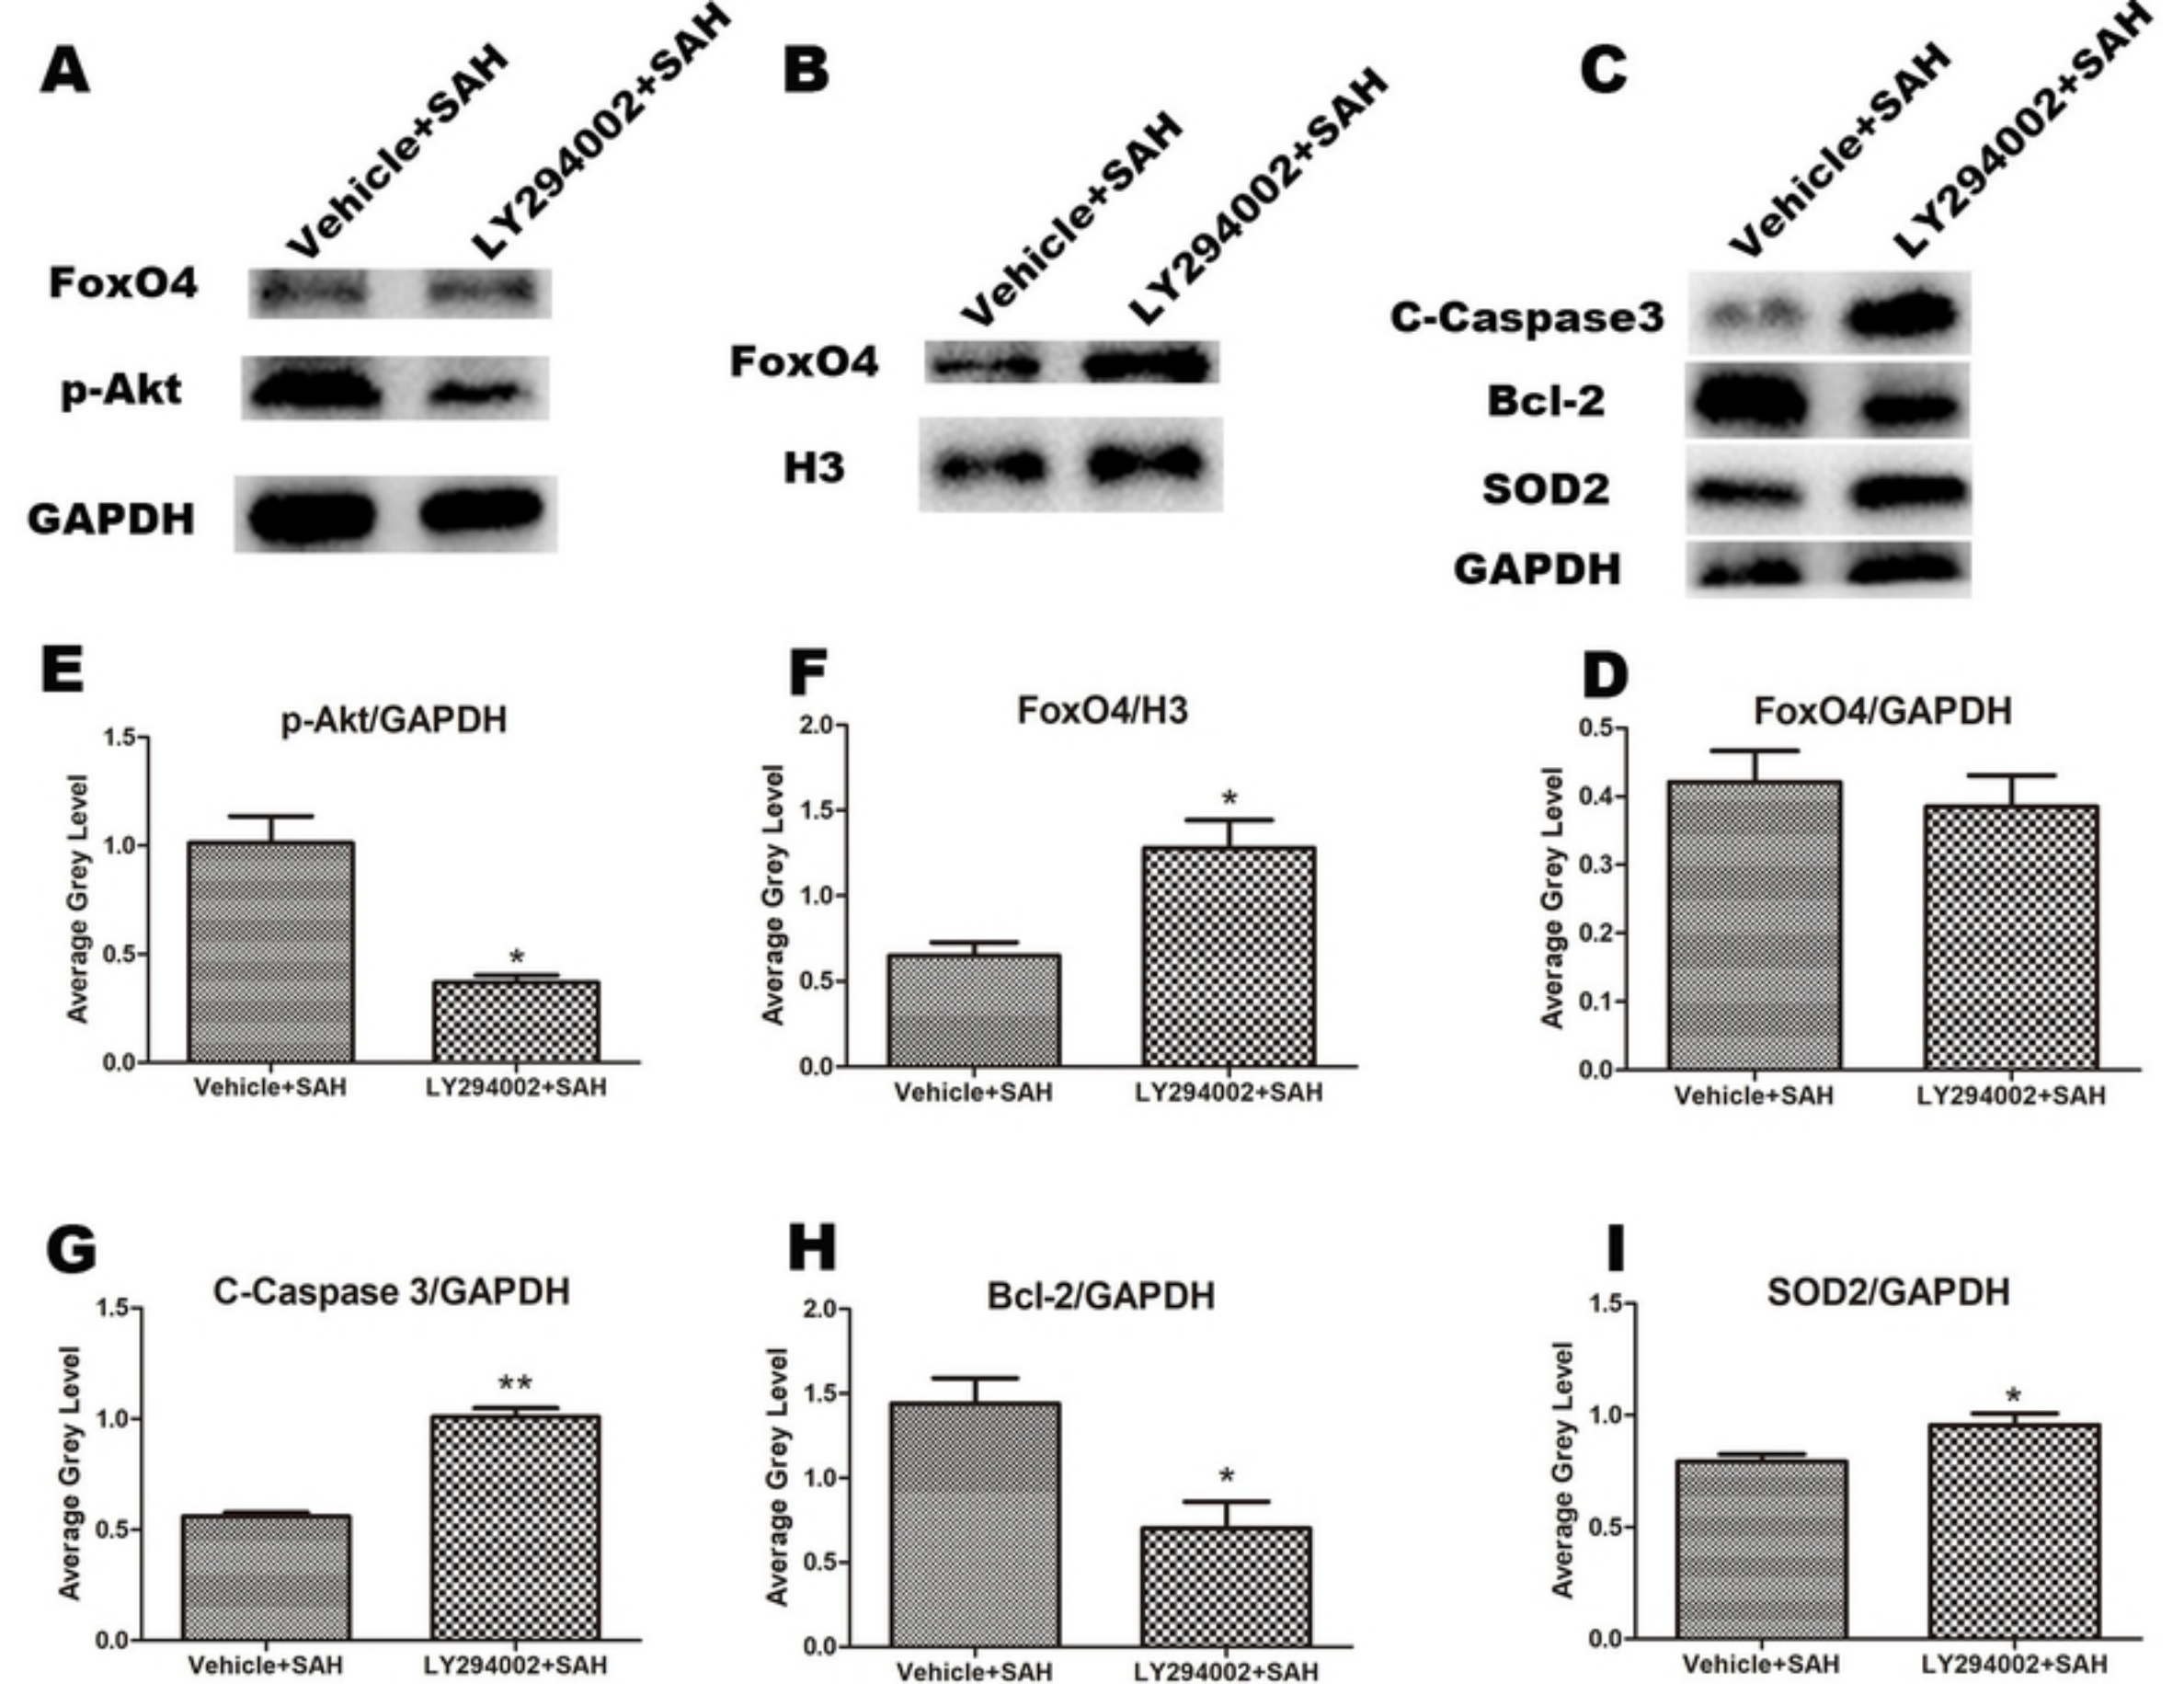 A
Vehicle+SAH
LY294002+SAH
FoxO4
p-Akt
GAPDH
B
Vehicle+SAH
LY294002+SAH
FoxO4
H3
C
Vehicle+SAH
LY294002+SAH
C-Caspase3
Bcl-2
SOD2
GAPDH
E
p-Akt/GAPDH
Average Grey Level
1.5
1.0
0.5
0.0
*
Vehicle+SAH
LY294002+SAH
F
FoxO4/H3
Average Grey Level
2.0
1.5
1.0
0.5
0.0
*
Vehicle+SAH
LY294002+SAH
D
FoxO4/GAPDH
Average Grey Level
0.5
0.4
0.3
0.2
0.1
0.0
Vehicle+SAH
LY294002+SAH
G
C-Caspase 3/GAPDH
Average Grey Level
1.5
1.0
0.5
0.0
**
Vehicle+SAH
LY294002+SAH
H
Bcl-2/GAPDH
Average Grey Level
2.0
1.5
1.0
0.5
0.0
*
Vehicle+SAH
LY294002+SAH
I
SOD2/GAPDH
Average Grey Level
1.5
1.0
0.5
0.0
*
Vehicle+SAH
LY294002+SAH